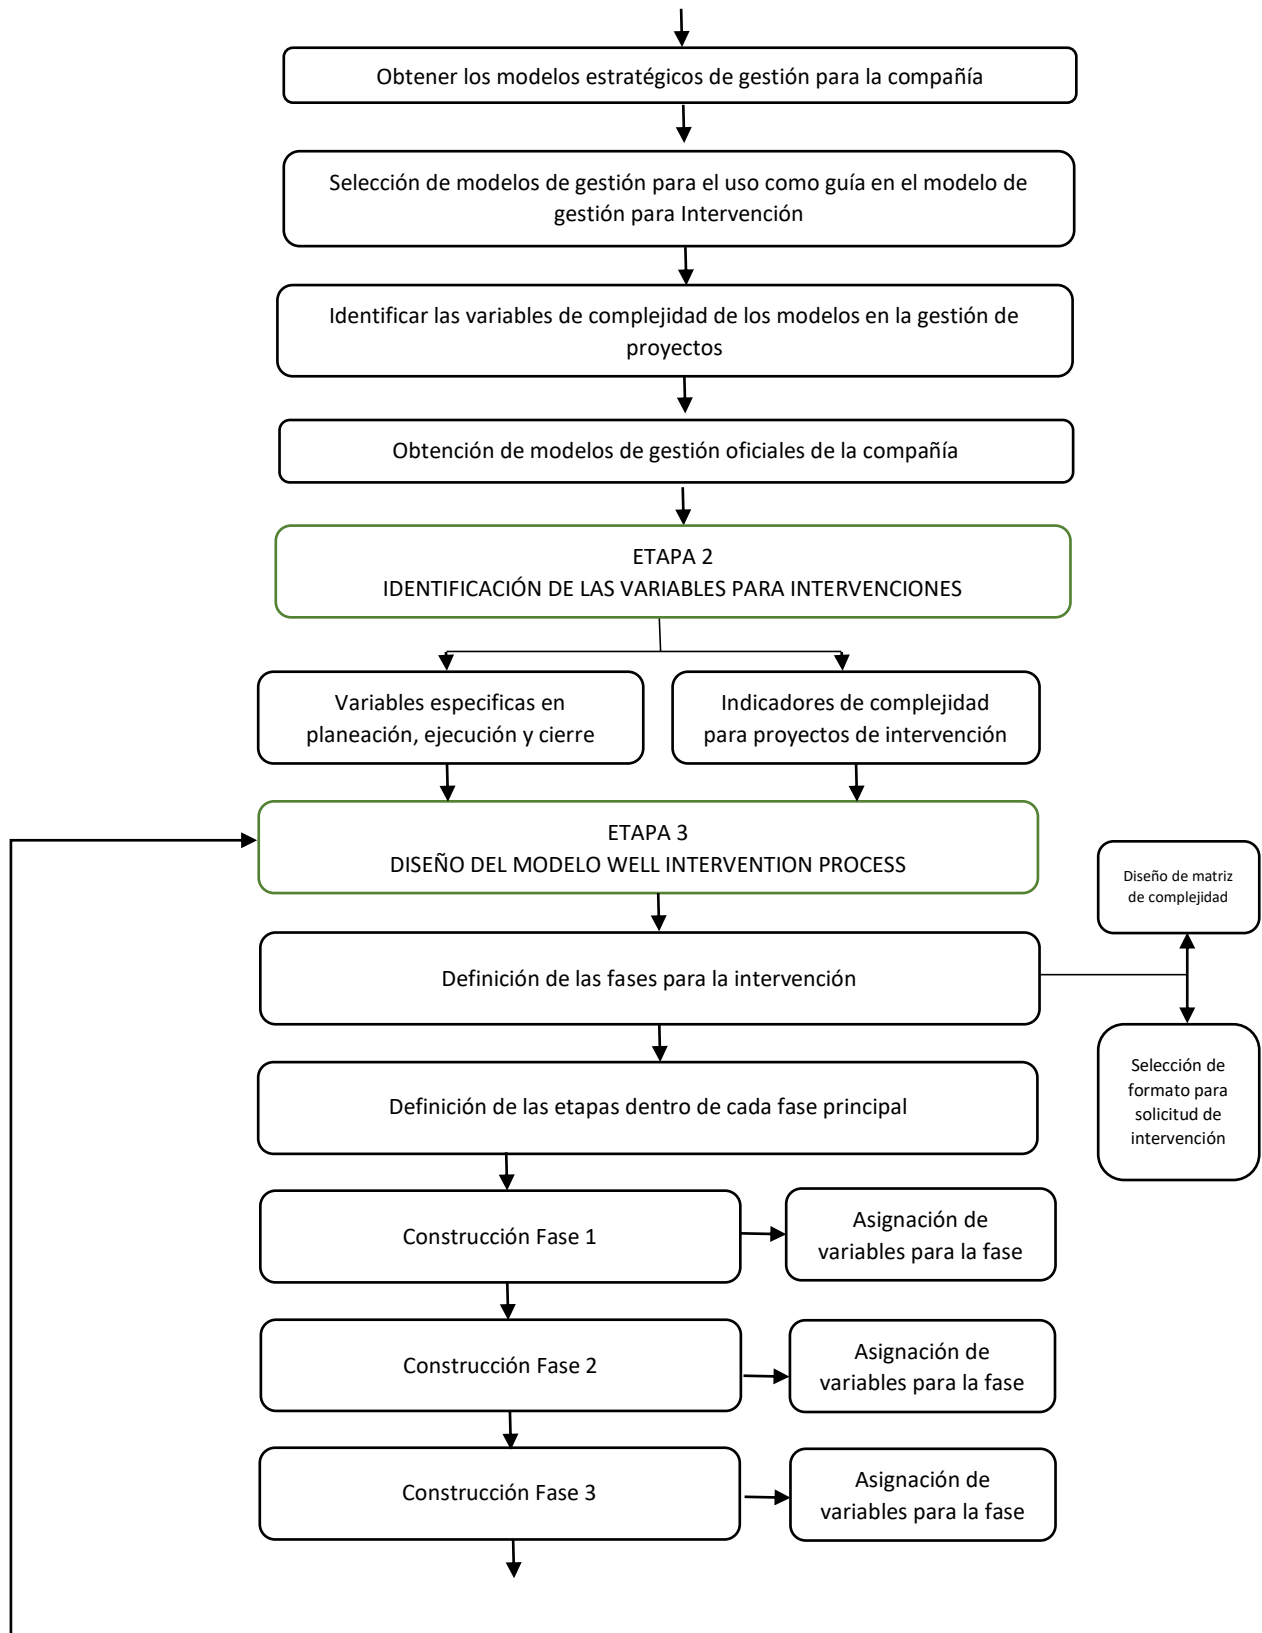 Obtener los modelos estratégicos de gestión para la compañía
Selección de modelos de gestión para el uso como guía en el modelo de
gestión para Intervención
Identificar las variables de complejidad de los modelos en la gestión de
proyectos
Obtención de modelos de gestión oficiales de la compañía
ETAPA 2
IDENTIFICACIÓN DE LAS VARIABLES PARA INTERVENCIONES
Variables especificas en
planeación, ejecución y cierre
Indicadores de complejidad
para proyectos de intervención
ETAPA 3
DISEÑO DEL MODELO WELL INTERVENTION PROCESS
Diseño de matriz
de complejidad
Definición de las fases para la intervención
Selección de
formato para
solicitud de
intervención
Definición de las etapas dentro de cada fase principal
Construcción Fase 1
Asignación de
variables para la fase
Construcción Fase 2
Asignación de
variables para la fase
Construcción Fase 3
Asignación de
variables para la fase